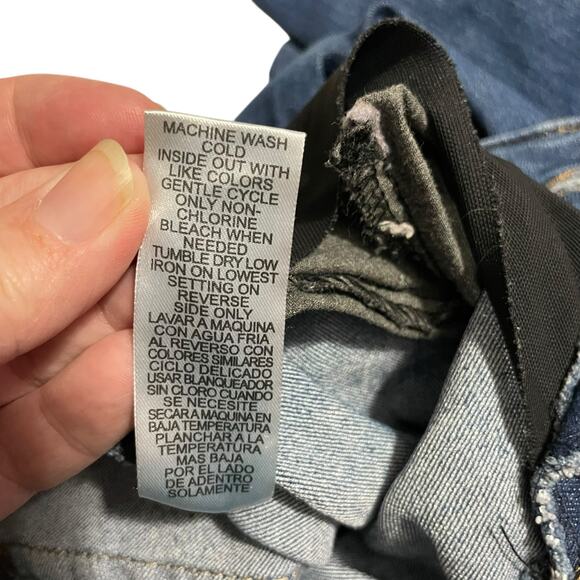 MACHINE WASH
COLD
INSIDE OUT WITH
LIKE COLORS
GENTLE CYCLE
ONLY NON-
CHLORINE
BLEACH WHEN
NEEDED
TUMBLE DRY LOW
IRON ON LOWEST
SETTING ON
REVERSE
SIDE ONLY
LAVAR A MAQUINA
CON AGUA FRIA
AL REVERSO CON
COLORES SIMILARES
CICLO DELICADO
USAR BLANQUEADOR
SIN CLORO CUANDO
SE NECESITE
SECAR A MAQUINA EN
BAJA TEMPERATURA
PLANCHAR A LA
TEMPERATURA
MAS BAJA
POR EL LADO
DE ADENTRO
SOLAMENTE